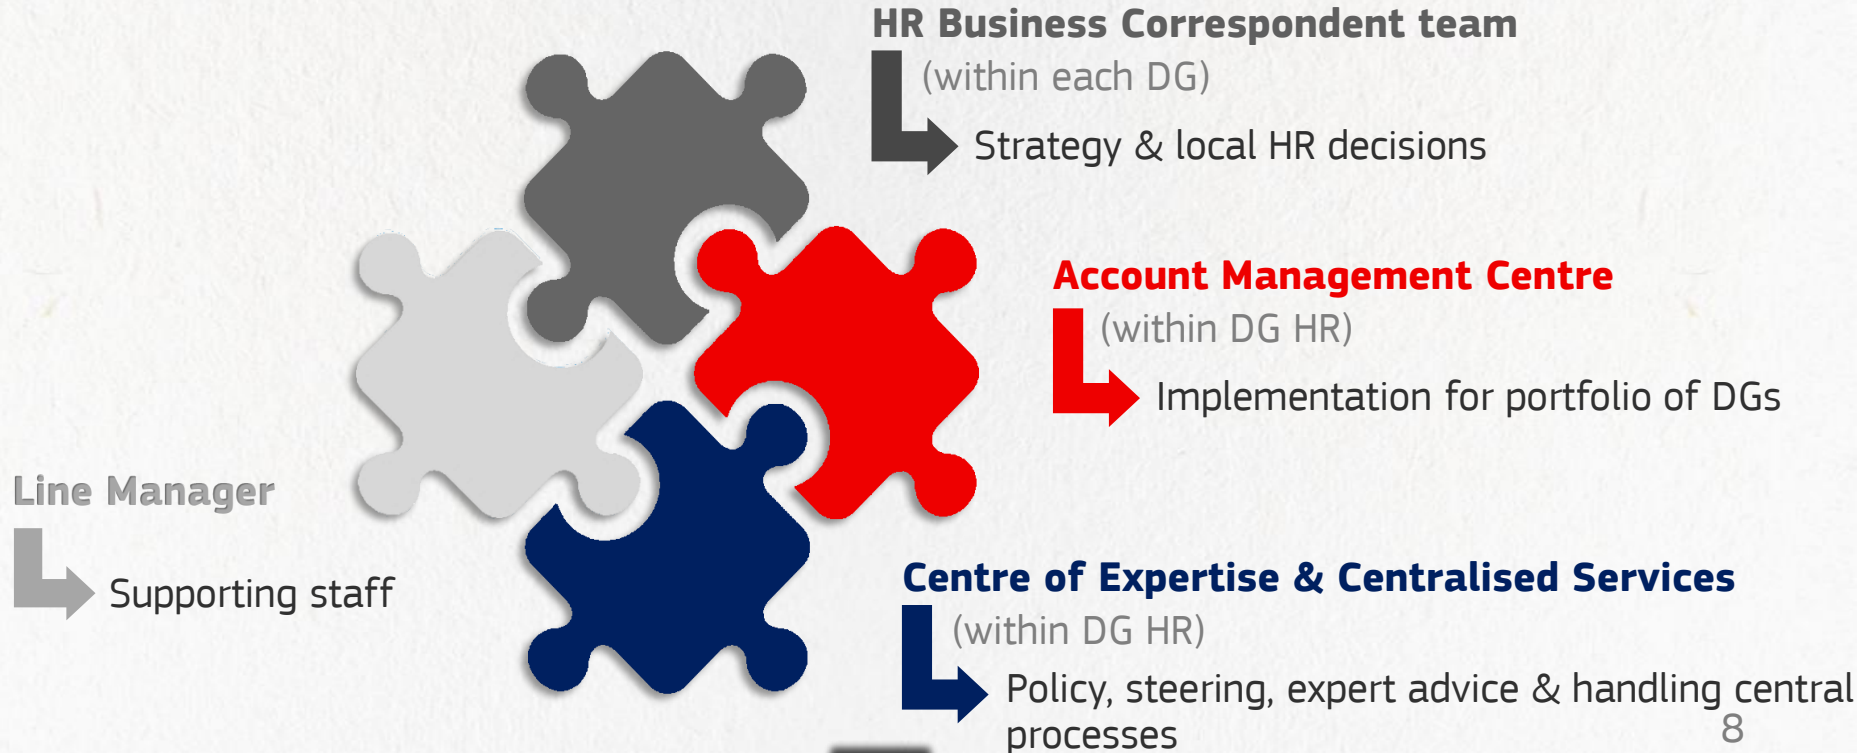 HR Business Correspondent team
(within each DG)
Strategy & local HR decisions
Account Management Centre
(within DG HR)
Implementation for portfolio of DGs
Line Manager
Supporting staff
Centre of Expertise & Centralised Services
(within DG HR)
Policy, steering, expert advice & handling central
processes
8